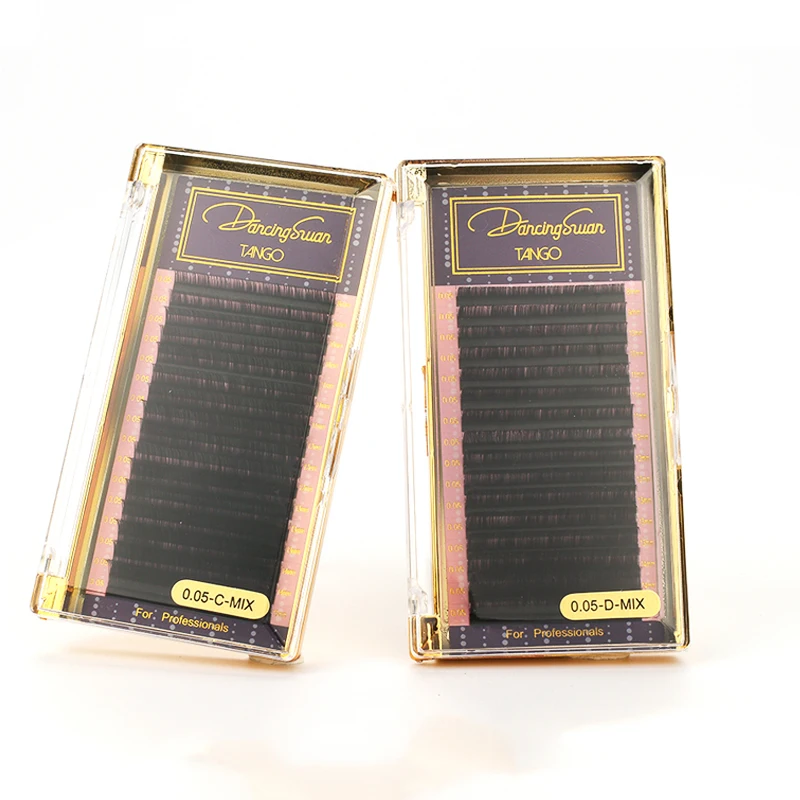 DancingSwan
TANGO
0.05-C-MIX
For Professionals
DancingSwan
TANGO
0.05-D-MIX
For Professionals